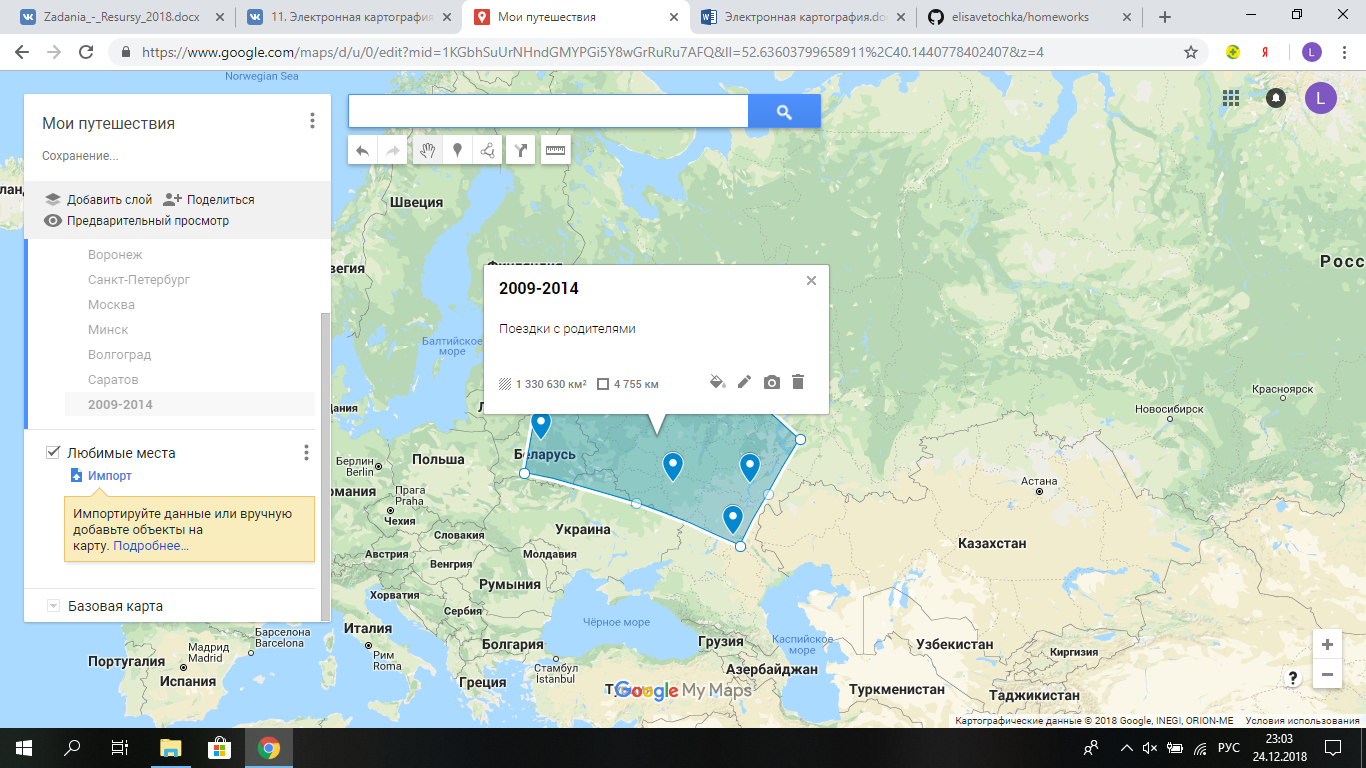 Zadania_-_Resursy_2018.docx
11. Электронная картография
Мои путешествия
Электронная картография.do
elisavetochka/homeworks
https://www.google.com/maps/d/u/0/edit?mid=1KGbhSuUrNHndGMYPGi5Y8wGrRuRu7AFQ&ll=52.63603799658911%2C40.1440778402407&z=4
Я
L
Norwegian Sea
L
Мои путешествия
Сохранение...
Добавить слой
Поделиться
Предварительный просмотр
Воронеж
Санкт-Петербург
Москва
Минск
Волгоград
Саратов
2009-2014
Любимые места
Импорт
Импортируйте данные или вручную
добавьте объекты на
карту. Подробнее...
Базовая карта
Швеция
Финляндия
Балтийское
море
2009-2014
Поездки с родителями
1 330 630 км²
4 755 км
Росс
Красноярск
Новосибирск
Астана
Беларусь
Польша
Берлин
Berlin
Прага
Praha
Чехия
Украина
Словакия
Молдавия
Австрия
Венгрия
Румыния
Хорватия
Сербия
Казахстан
Италия
Рим
Roma
Болгария
Чёрное море
Грузия
Каспийское
море
Узбекистан
Киргизия
Барселона
Barcelona
Мадрид
Madrid
Португалия
Испания
Греция
Стамбул
İstanbul
Азербайджан
Туркменистан
Таджикистан
Google My Maps
Картографические данные © 2018 Google, INEGI, ORION-ME
Условия использования
РУС
23:03
24.12.2018